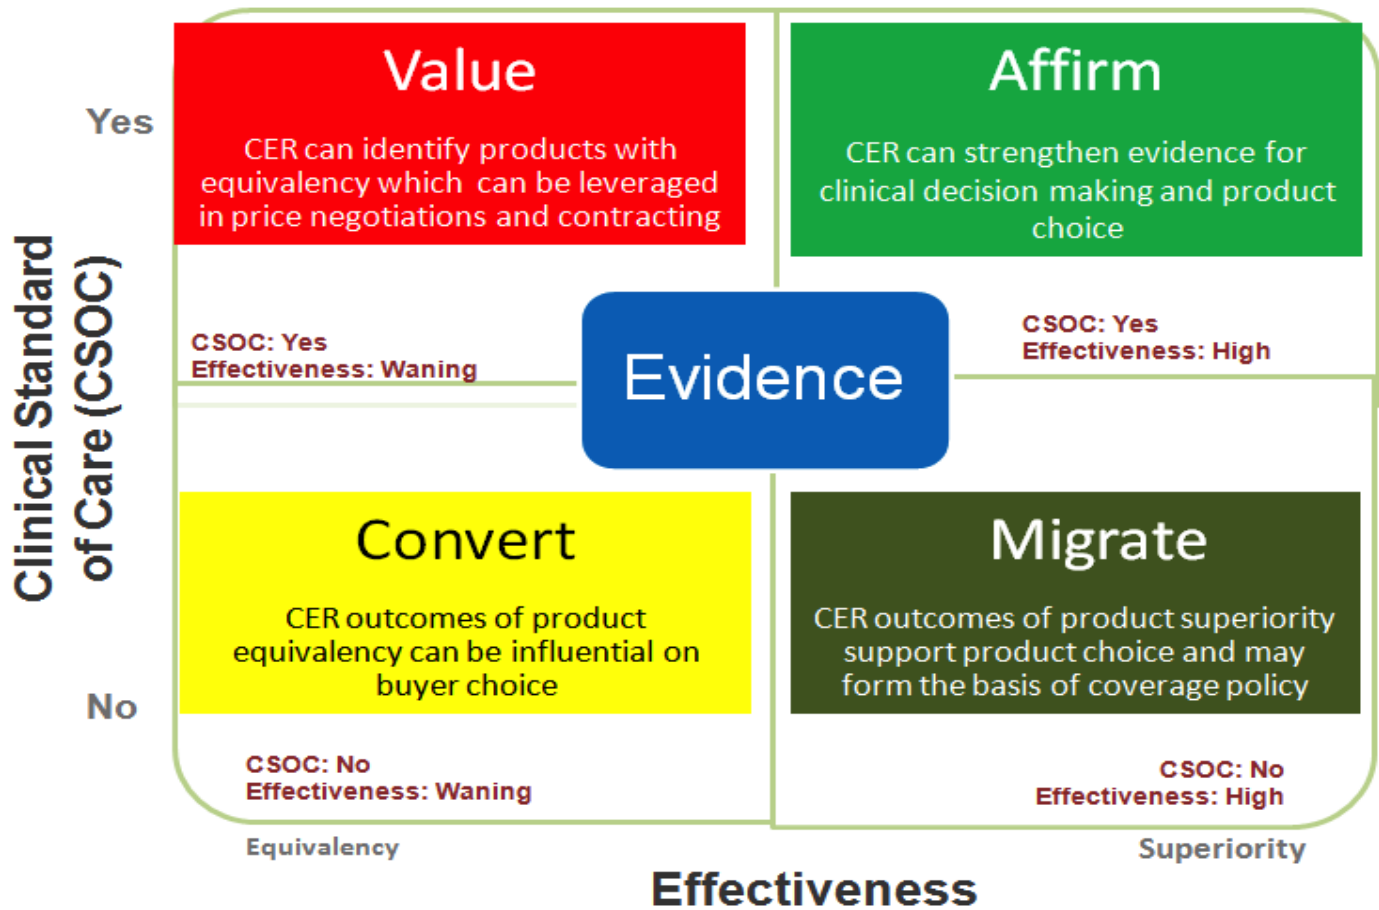 Value
CER can identify products with
equivalency which can be leveraged
in price negotiations and contracting
Affirm
CER can strengthen evidence for
clinical decision making and product
choice
Yes
Clinical Standard
of Care (CSOC)
CSOC: Yes
Effectiveness: Waning
Evidence
CSOC: Yes
Effectiveness: High
Convert
CER outcomes of product
equivalency can be influential on
buyer choice
Migrate
CER outcomes of product superiority
support product choice and may
form the basis of coverage policy
No
CSOC: No
Effectiveness: Waning
CSOC: No
Effectiveness: High
Equivalency
Superiority
Effectiveness